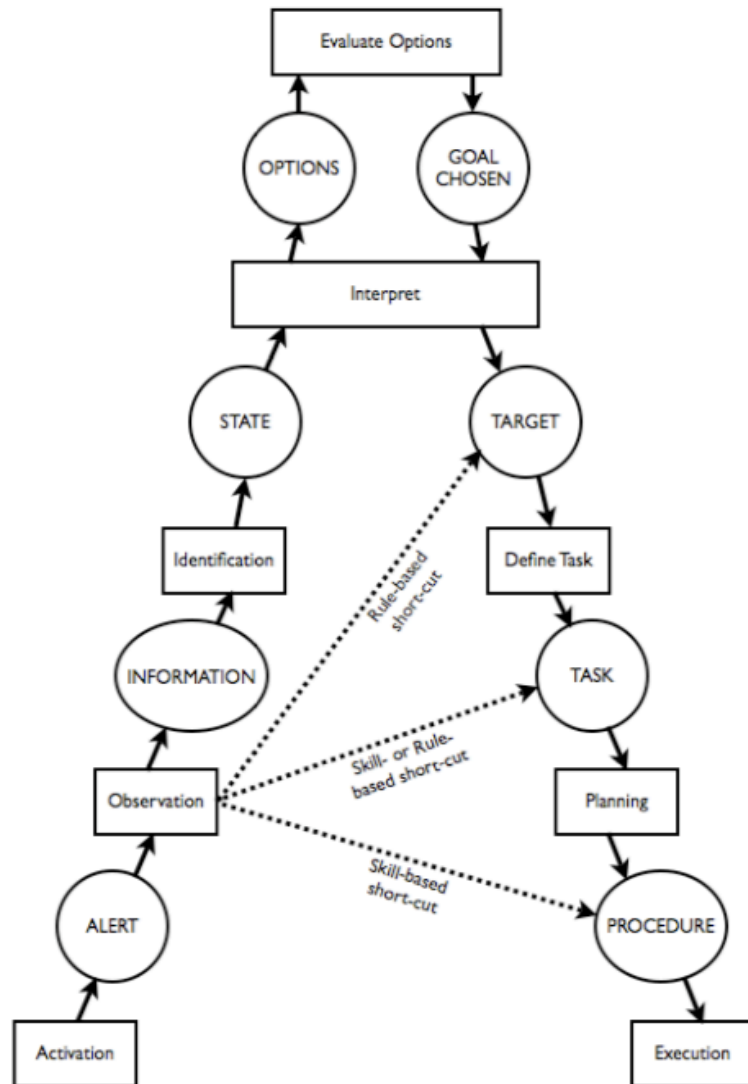 Evaluate Options
OPTIONS
GOAL
CHOSEN
Interpret
STATE
TARGET
Identification
Define Task
Rule-based
short-cut
INFORMATION
TASK
Skill- or Rule-
based short-cut
Observation
Planning
Skill-based
short-cut
ALERT
PROCEDURE
Activation
Execution